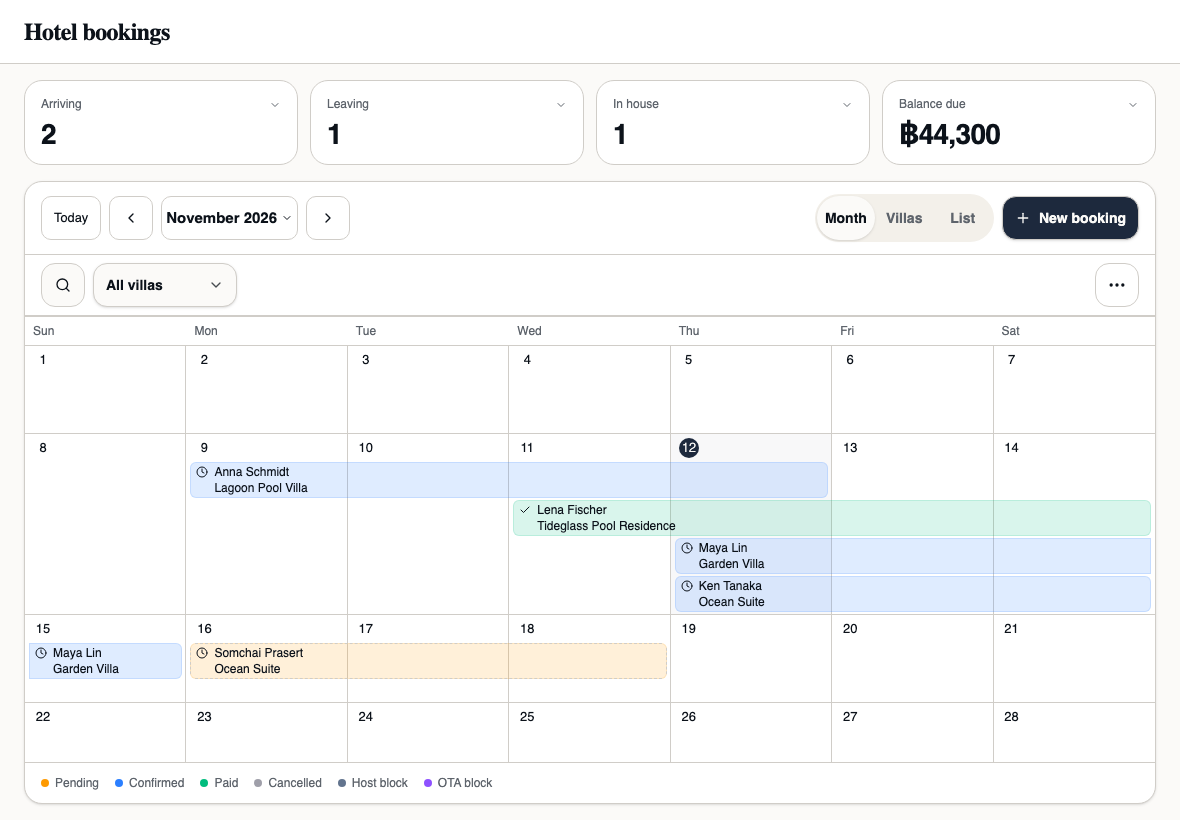 Hotel bookings
Arriving
2
Leaving
1
In house
1
Balance due
฿44,300
Today
November 2026
Month
Villas
List
New booking
All villas
Sun Mon Tue Wed Thu Fri Sat
1 2 3 4 5 6 7
8 9 10 11 12 13 14
Anna Schmidt
Lagoon Pool Villa
Lena Fischer
Tideglass Pool Residence
Maya Lin
Garden Villa
Ken Tanaka
Ocean Suite
15 16 17 18 19 20 21
Maya Lin
Garden Villa
Somchai Prasert
Ocean Suite
22 23 24 25 26 27 28
Pending Confirmed Paid Cancelled Host block OTA block